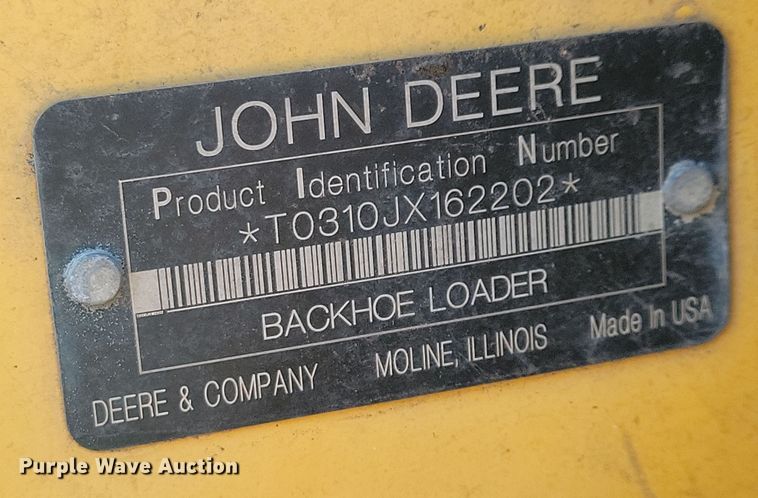 JOHN DEERE
Product Identification Number
*T0310JX162202*
BACKHOE LOADER
DEERE & COMPANY MOLINE, ILLINOIS Made In USA
Purple Wave Auction